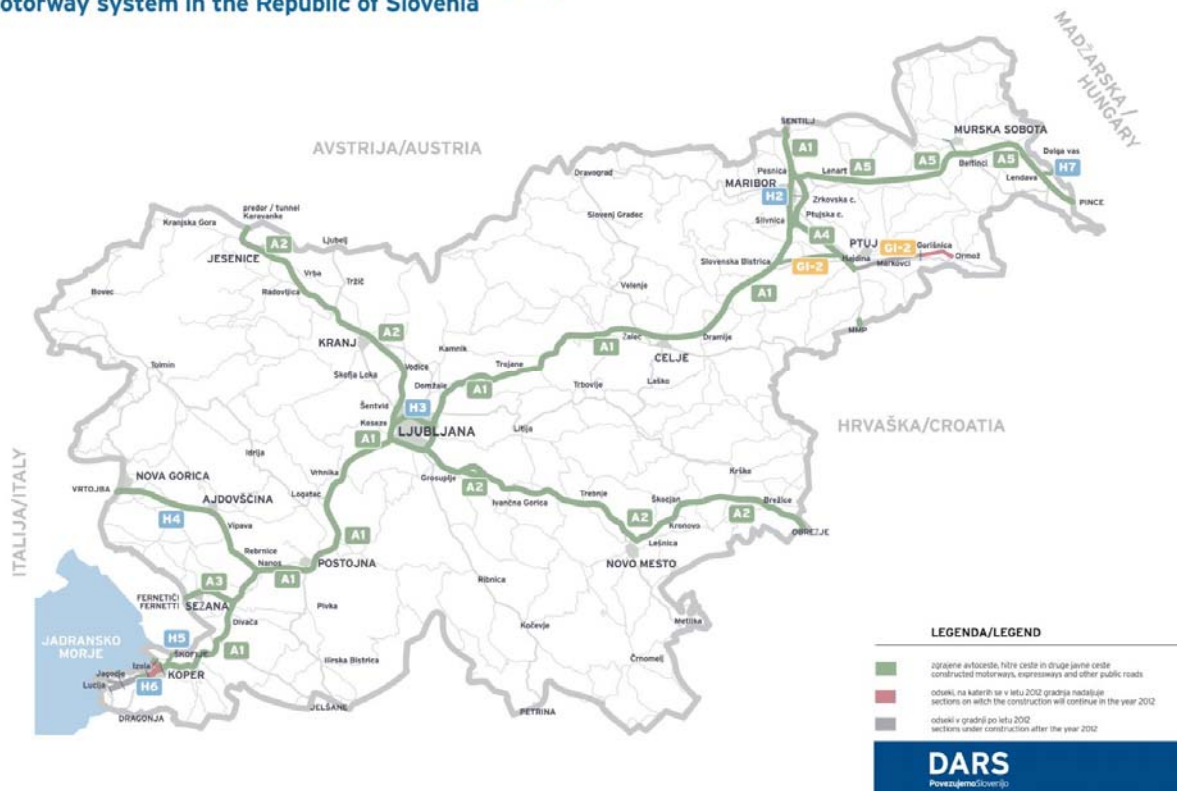 otorway system in the Republic of Slovenia
MADŽARSKA /
HUNGARY
AVSTRIJA/AUSTRIA
ŠENTILJ
A1
MURSKA SOBOTA
Dolga vas
H7
Pesnica
Lenart
A5
A5
Beltinci
A5
Lendava
PINCE
Dravograd
MARIBOR
H2
Zrkovska c.
Ptujska c.
Slivnica
A4
Slovenj Gradec
PTUJ
GI-2
Gorišnica
Ormož
Hajdina
Markovci
Slovenska Bistrica
GI-2
A1
MMP
predor / tunnel
Karavanke
Kranjska Gora
A2
Ljubelj
JESENICE
Vrba
Tržič
Radovljica
Bovec
Velenje
KRANJ
A2
Kamnik
Trojane
A1
Žalec
Dramlje
CELJE
Tolmin
Vodice
Škofja Loka
Domžale
A1
Trbovlje
Laško
Šentvid
H3
Koseze
LJUBLJANA
A1
Litija
HRVAŠKA/CROATIA
Idrija
Vrhnika
Grosuplje
A2
Ivančna Gorica
Trebnje
Škocjan
Krško
Brežice
A2
A2
Kronovo
OBREŽJE
Lešnica
NOVO MESTO
ITALIJA/ITALY
NOVA GORICA
VRTOJBA
AJDOVŠČINA
Logatec
H4
Vipava
A1
Rebrnice
Nanos
POSTOJNA
A1
A3
FERNETIČI
FERNETTI
SEŽANA
Divača
Pivka
Ribnica
Kočevje
Metlika
Črnomelj
JADRANSKO
MORJE
H5
ŠKOFIJE
A1
Izola
KOPER
Jagodje
Lucija
H6
DRAGONJA
Ilirska Bistrica
JELŠANE
PETRINA
LEGENDA/LEGEND
zgrajene avtoceste, hitre ceste in druge javne ceste
constructed motorways, expressways and other public roads
odseki, na katerih se v letu 2012 gradnja nadaljuje
sections on witch the construction will continue in the year 2012
odseki v gradnji po letu 2012
sections under construction after the year 2012
DARS
PovezujemoSlovenijo